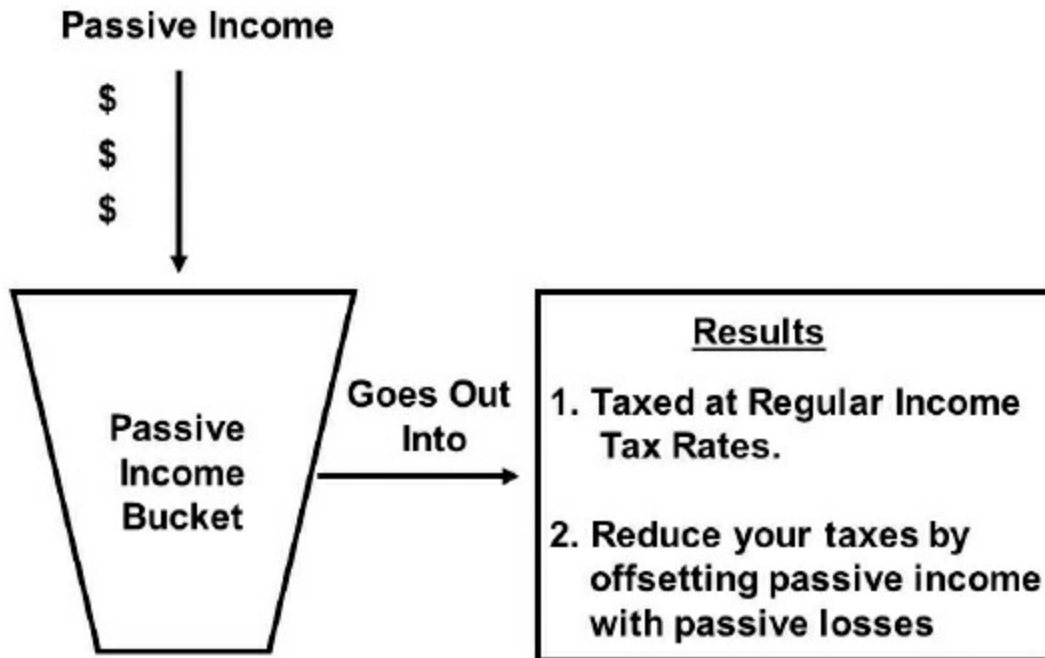 Passive Income
$
$
$
Passive
Income
Bucket
Goes Out
Into
Results
1. Taxed at Regular Income
Tax Rates.
2. Reduce your taxes by
offsetting passive income
with passive losses